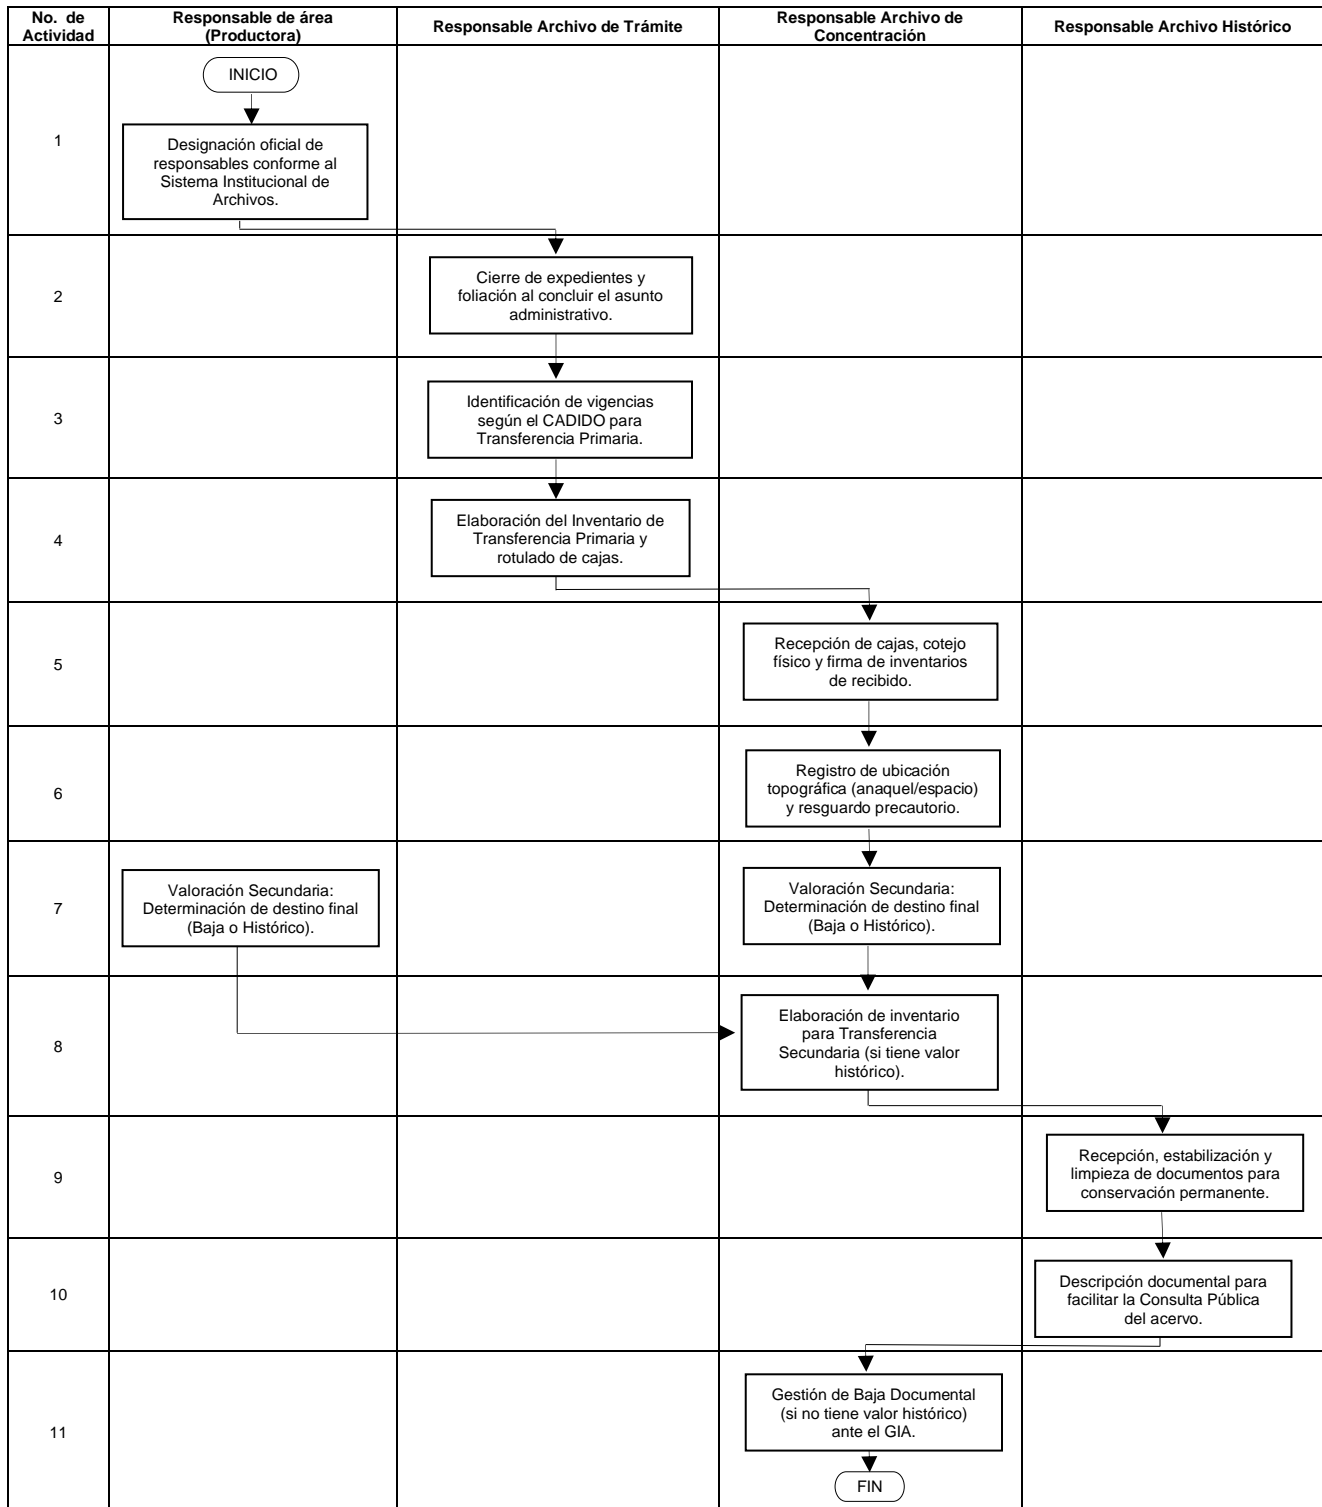 No. de
Actividad
Responsable de área
(Productora)
Responsable Archivo de Trámite
Responsable Archivo de
Concentración
Responsable Archivo Histórico
INICIO
1
Designación oficial de
responsables conforme al
Sistema Institucional de
Archivos.
2
Cierre de expedientes y
foliación al concluir el asunto
administrativo.
3
Identificación de vigencias
según el CADIDO para
Transferencia Primaria.
4
Elaboración del Inventario de
Transferencia Primaria y
rotulado de cajas.
5
Recepción de cajas, cotejo
físico y firma de inventarios
de recibido.
6
Registro de ubicación
topográfica (anaquel/espacio)
y resguardo precautorio.
7
Valoración Secundaria:
Determinación de destino final
(Baja o Histórico).
Valoración Secundaria:
Determinación de destino final
(Baja o Histórico).
8
Elaboración de inventario
para Transferencia
Secundaria (si tiene valor
histórico).
9
Recepción, estabilización y
limpieza de documentos para
conservación permanente.
10
Descripción documental para
facilitar la Consulta Pública
del acervo.
11
Gestión de Baja Documental
(si no tiene valor histórico)
ante el GIA.
FIN